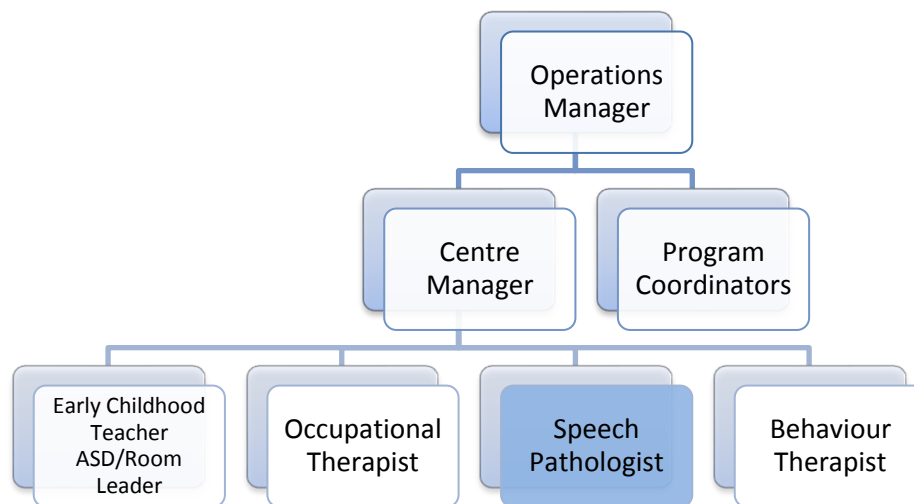 Operations
Manager
Centre
Manager
Program
Coordinators
Early Childhood
Teacher
ASD/Room
Leader
Occupational
Therapist
Speech
Pathologist
Behaviour
Therapist